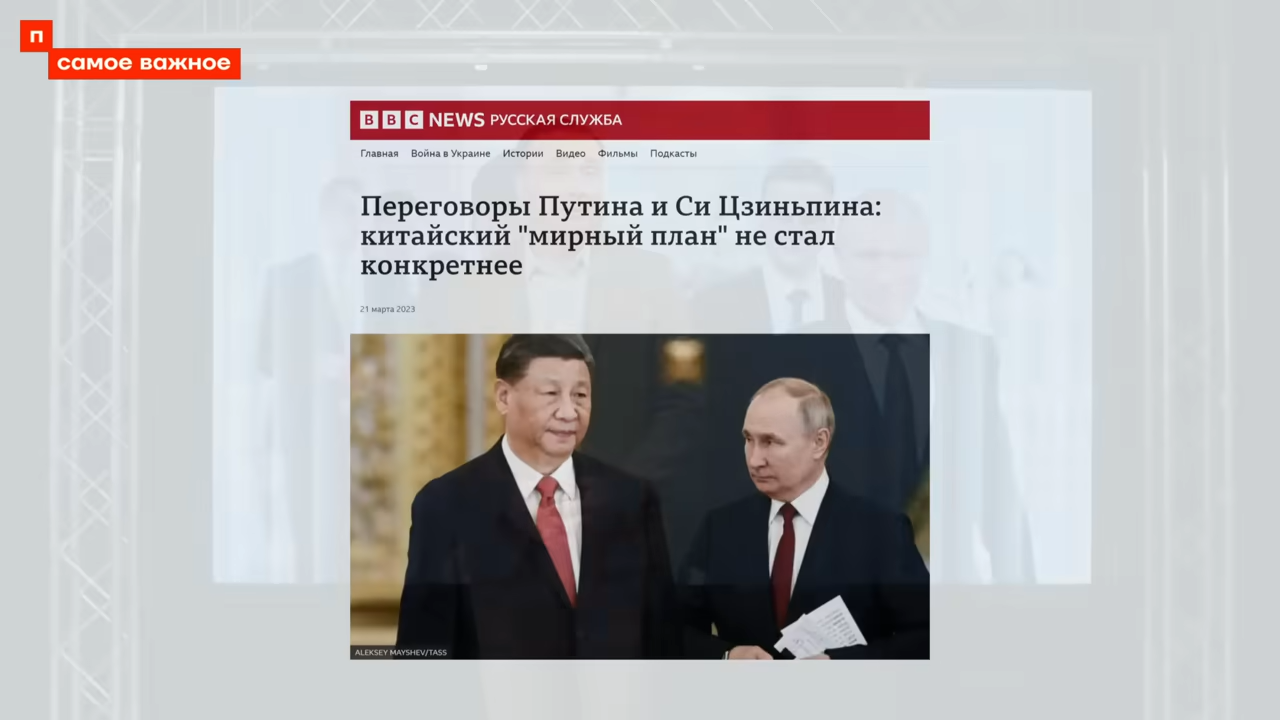 п
самое важное
BBC NEWS РУССКАЯ СЛУЖБА
Главная Война в Украине Истории Видео Фильмы Подкасты
Переговоры Путина и Си Цзиньпина:
китайский "мирный план" не стал
конкретнее
21 марта 2023
ALEKSEY MAYSHEV/TASS